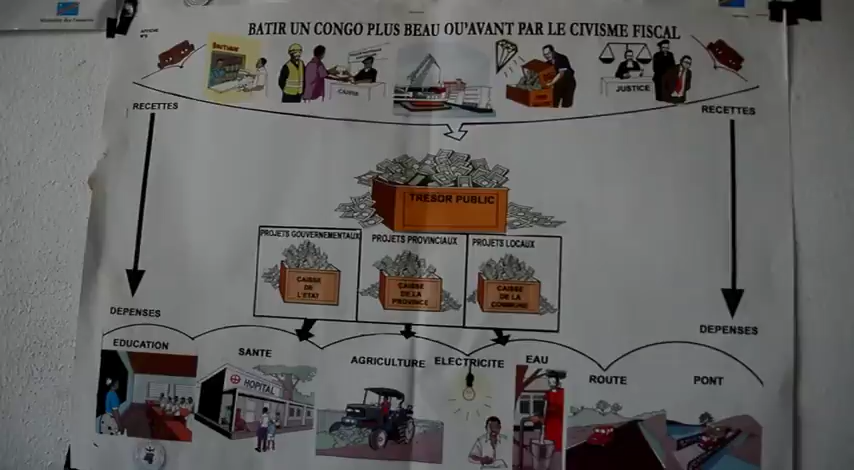 BATIR UN CONGO PLUS BEAU QU'AVANT PAR LE CIVISME FISCAL
BOUTIQUE
CAISSE
JUSTICE
RECETTES
RECETTES
TRESOR PUBLIC
PROJETS GOUVERNEMENTAUX
PROJETS PROVINCIAUX
PROJETS LOCAUX
CAISSE
DE
L'ETAT
CAISSE
DE LA
PROVINCE
CAISSE
DE LA
COMMUNE
DEPENSES
DEPENSES
EDUCATION
SANTE
AGRICULTURE
ELECTRICITE
EAU
ROUTE
PONT
HOPITAL